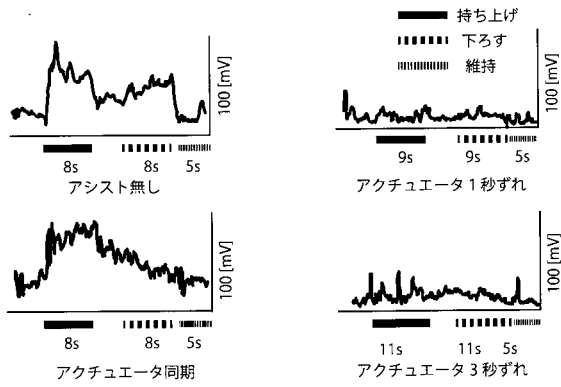 持ち上げ
下ろす
維持
100 [mV]
8s 8s 5s
アシスト無し
100 [mV]
9s 9s 5s
アクチュエータ1秒ずれ
100 [mV]
8s 8s 5s
アクチュエータ同期
100 [mV]
11s 11s 5s
アクチュエータ3秒ずれ